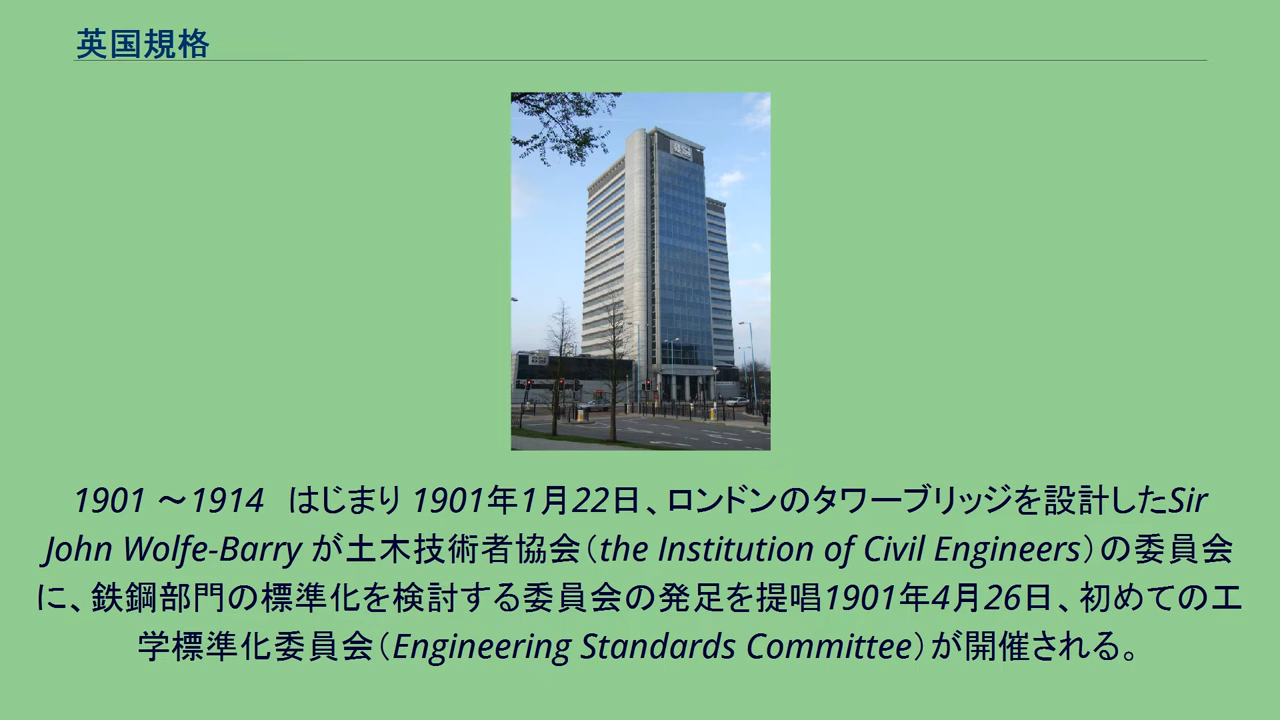 英国規格
1901 ～1914　はじまり 1901年1月22日、ロンドンのタワーブリッジを設計したSir
John Wolfe-Barry が土木技術者協会（the Institution of Civil Engineers）の委員会
に、鉄鋼部門の標準化を検討する委員会の発足を提唱1901年4月26日、初めての工
学標準化委員会（Engineering Standards Committee）が開催される。